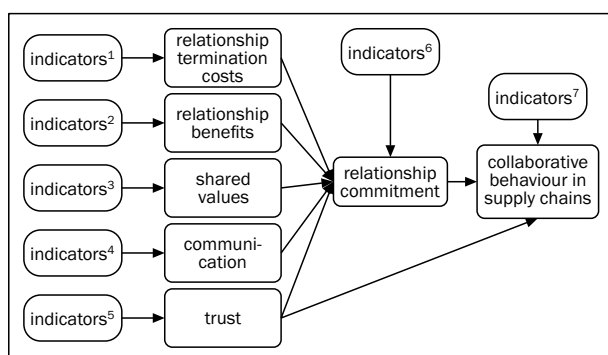 indicators¹
relationship
termination
costs
indicators²
relationship
benefits
indicators³
shared
values
indicators⁴
communi-
cation
indicators⁵
trust
indicators⁶
relationship
commitment
indicators⁷
collaborative
behaviour in
supply chains